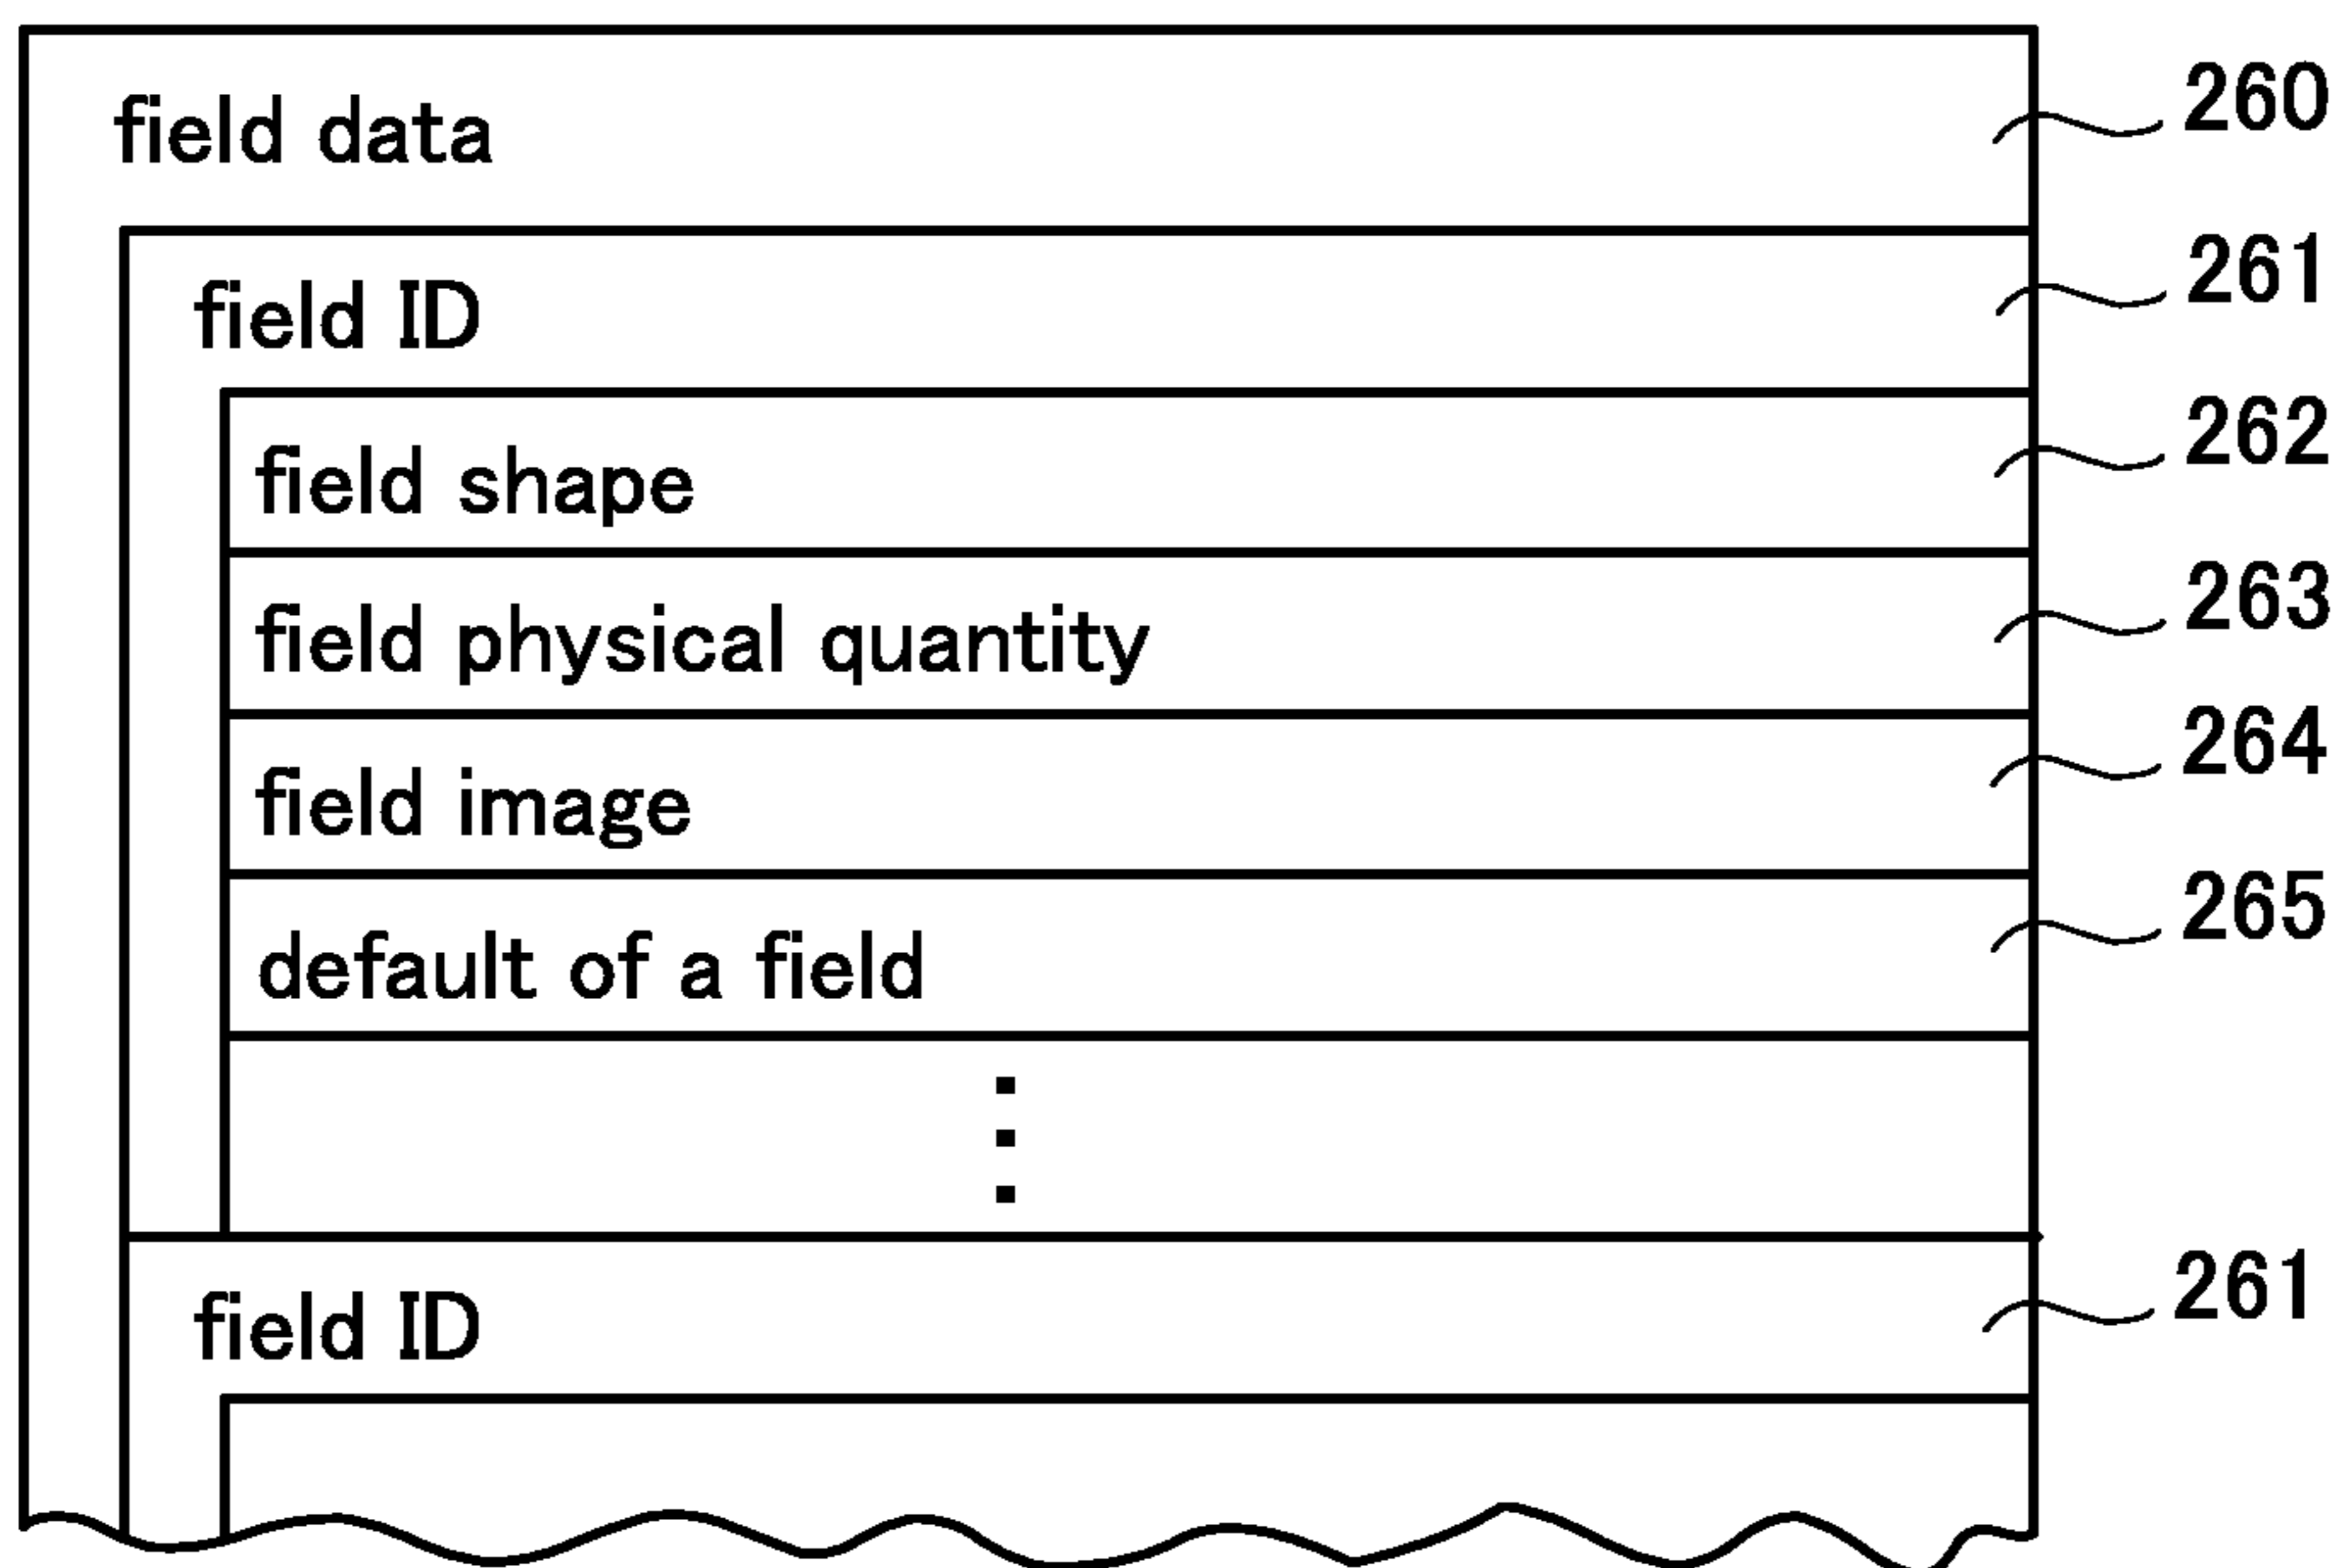 field data 260
field ID 261
field shape 262
field physical quantity 263
field image 264
default of a field 265
field ID 261